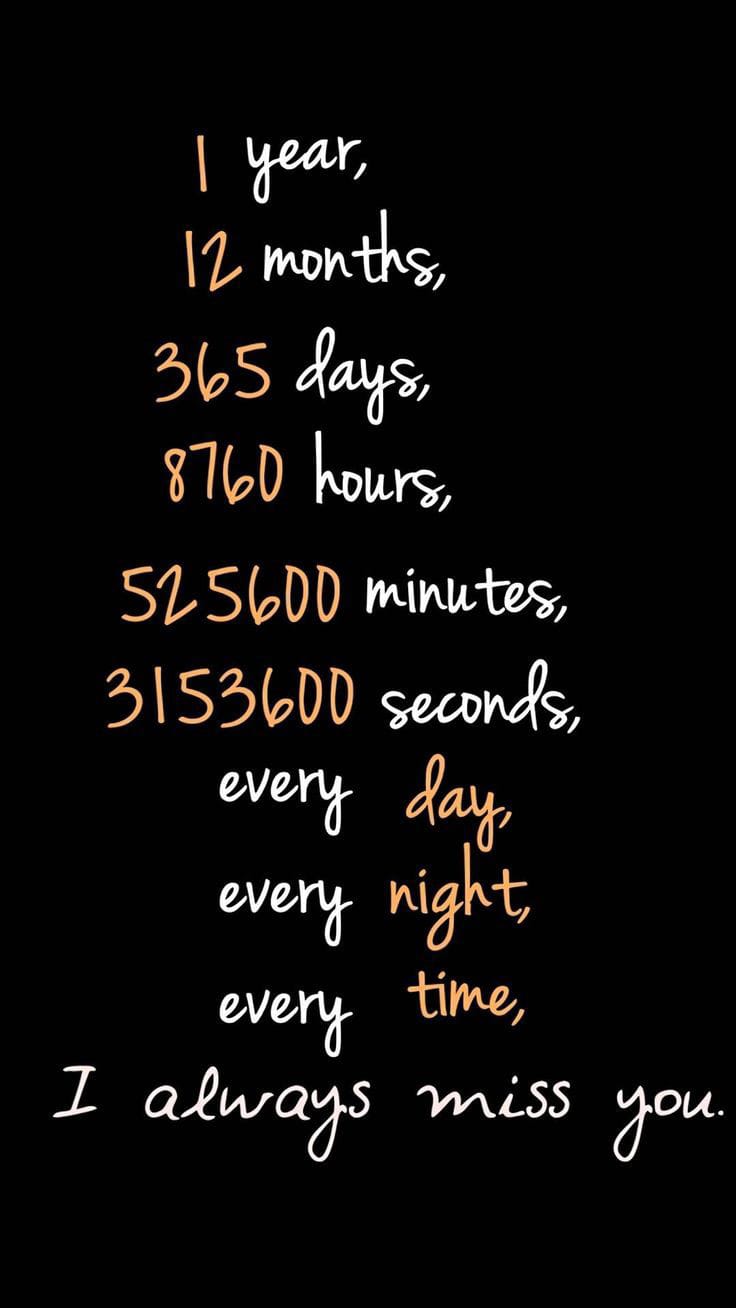 1 year,
12 months,
365 days,
8760 hours,
525600 minutes,
3153600 seconds,
every day,
every night,
every time,
I always miss you.